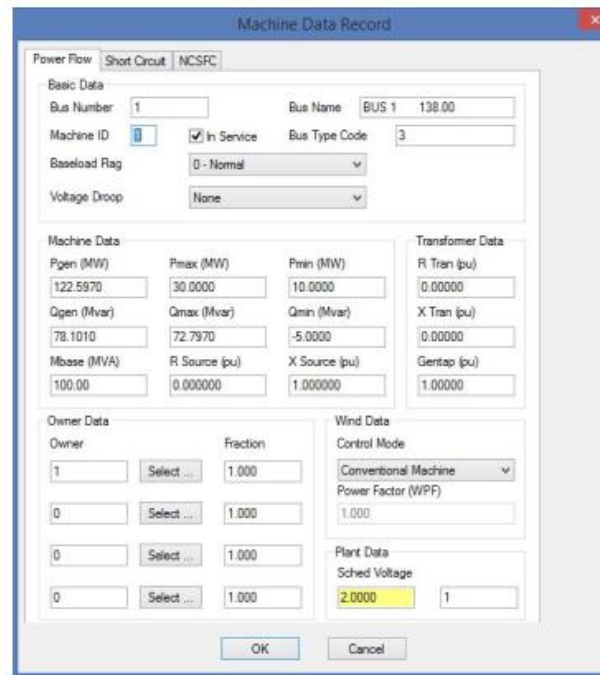 Machine Data Record
Power Flow Short Circuit NCSFC
Basic Data
Bus Number 1 Bus Name BUS 1 138.00
Machine ID 1 In Service Bus Type Code 3
Baseload Flag 0 - Normal
Voltage Droop None
Machine Data Transformer Data
Pgen (MW) Pmax (MW) Pmin (MW) R Tran (pu)
122.5970 30.0000 10.0000 0.00000
Qgen (Mvar) Qmax (Mvar) Qmin (Mvar) X Tran (pu)
78.1010 72.7970 -5.0000 0.00000
Mbase (MVA) R Source (pu) X Source (pu) Gentap (pu)
100.00 0.000000 1.000000 1.00000
Owner Data Wind Data
Owner Fraction Control Mode
1 Select ... 1.000 Conventional Machine
Power Factor (WPF)
0 Select ... 1.000 1.000
0 Select ... 1.000 Plant Data
Sched Voltage
0 Select ... 1.000 2.0000 1
OK Cancel